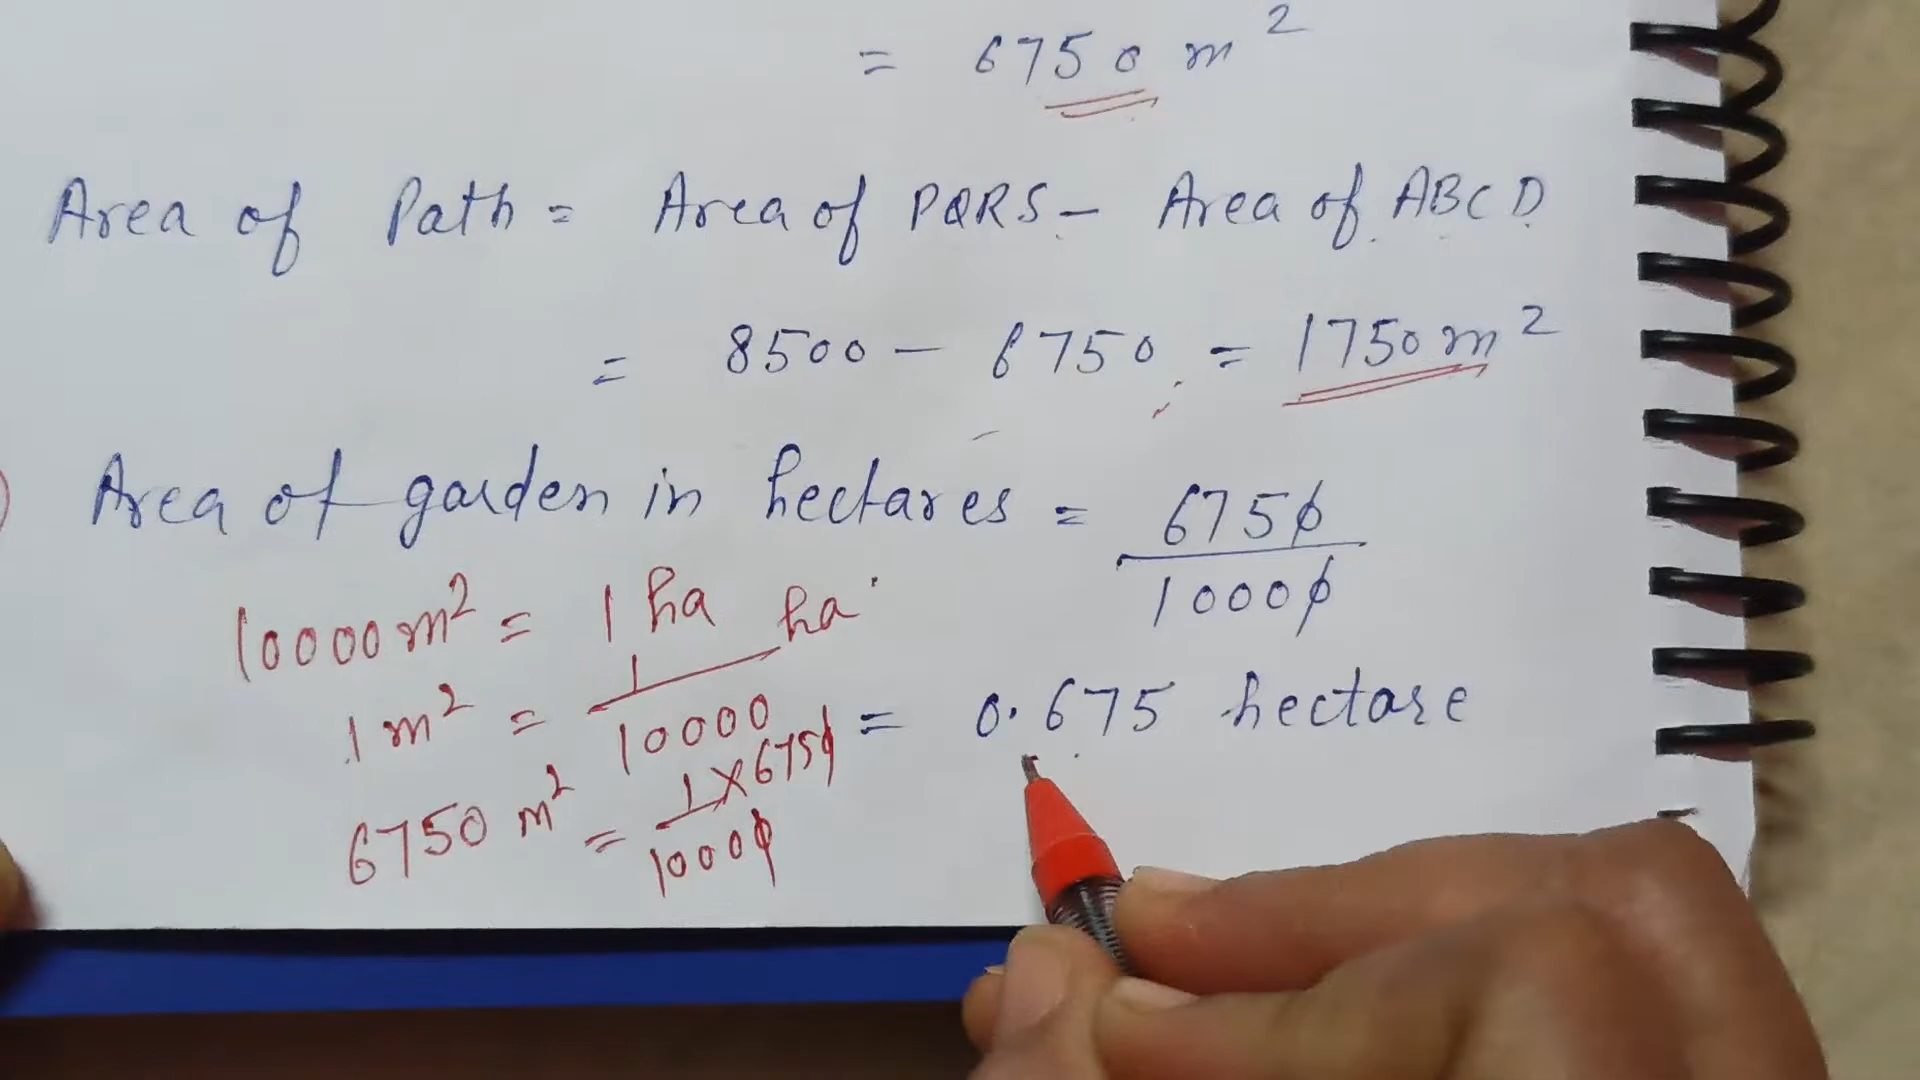 = 6750 m²
Area of Path = Area of PQRS - Area of ABCD
= 8500 - 6750 = 1750 m²
Area of garden in hectares = 6750/10000
10000 m² = 1 ha
1 m² = 1/10000 ha
= 0.675 hectare
6750 m² = 1×6750/10000